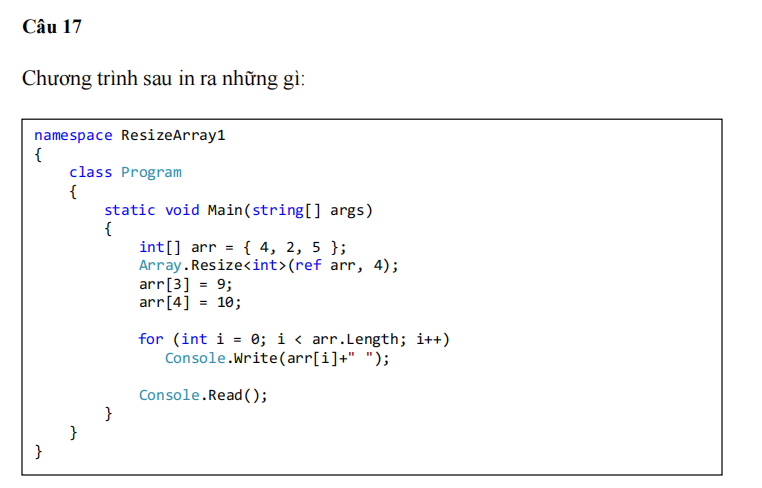 Câu 17
Chương trình sau in ra những gì:
namespace ResizeArray1
{
    class Program
    {
        static void Main(string[] args)
        {
            int[] arr = { 4, 2, 5 };
            Array.Resize<int>(ref arr, 4);
            arr[3] = 9;
            arr[4] = 10;
            for (int i = 0; i < arr.Length; i++)
               Console.Write(arr[i]+" ");
            Console.Read();
        }
    }
}